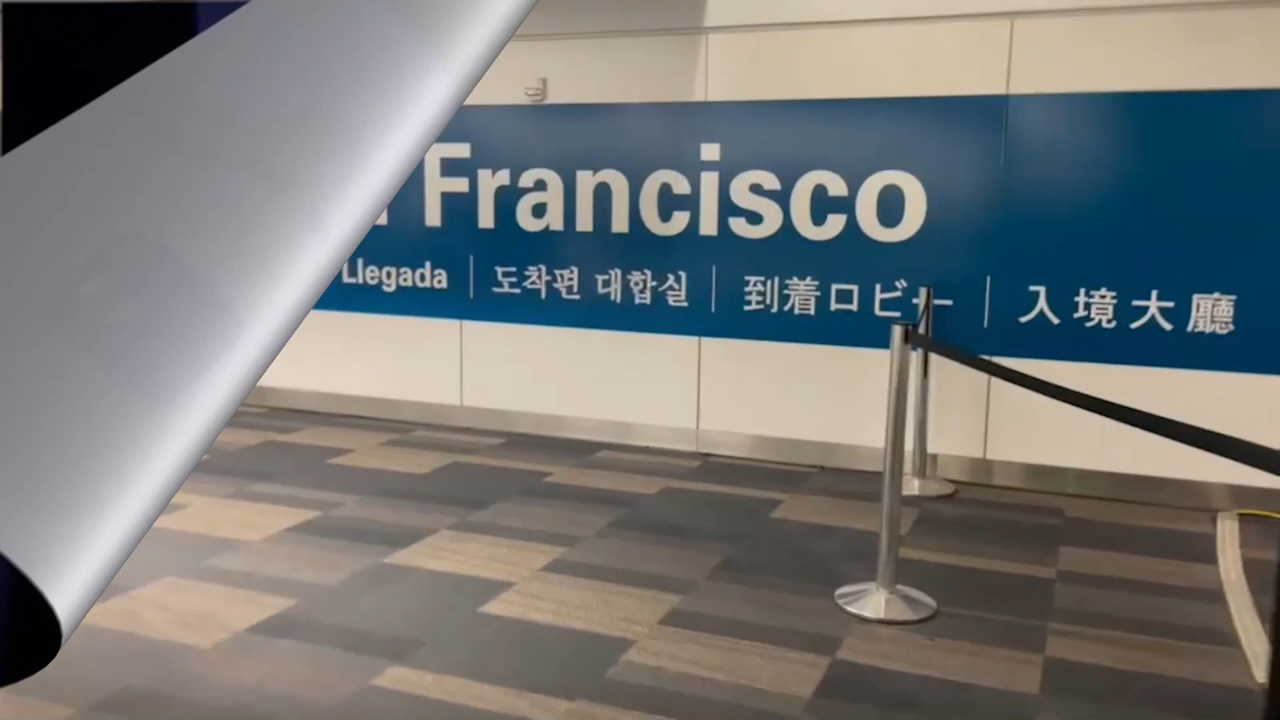 Francisco
Llegada | 도착편 대합실 | 到着ロビー | 入境大廳